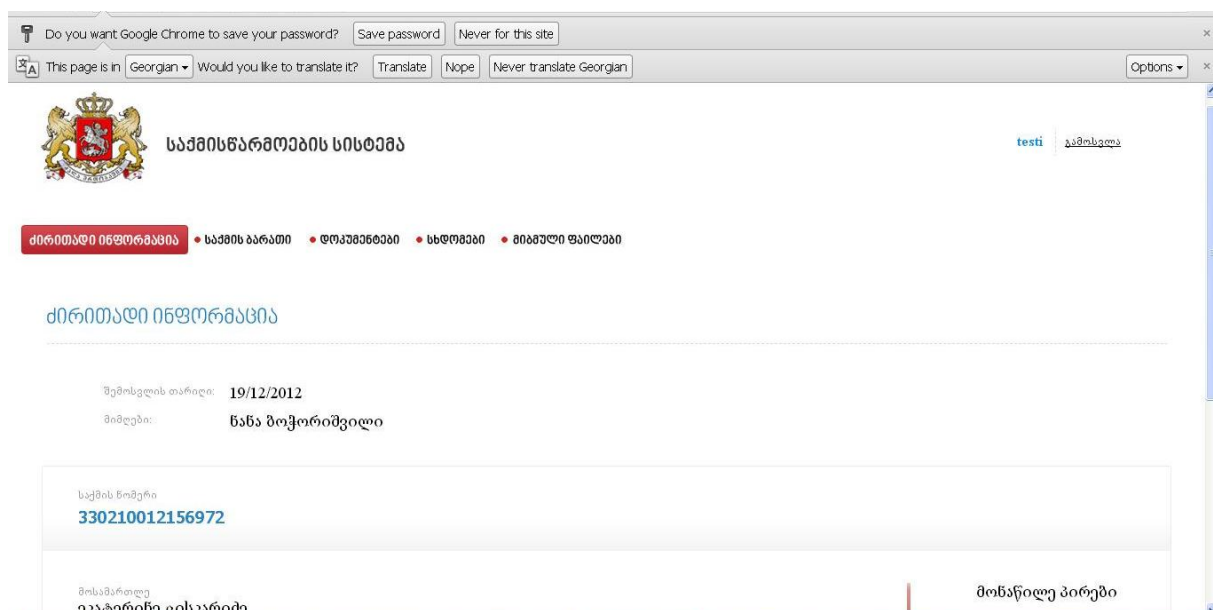 Do you want Google Chrome to save your password? Save password Never for this site
This page is in Georgian Would you like to translate it? Translate Nope Never translate Georgian Options
საქმისწარმოების სისტემა
testi გამოსვლა
ძირითადი ინფორმაცია • საქმის ბარათი • დოკუმენტები • სხდომები • მიბმული ფაილები
ძირითადი ინფორმაცია
შემოსვლის თარიღი: 19/12/2012
მიმღები: ნანა ბოჭორიშვილი
საქმის ნომერი
330210012156972
მოსამართლე
მონაწილე პირები
ეკატერინე გისკარიძე